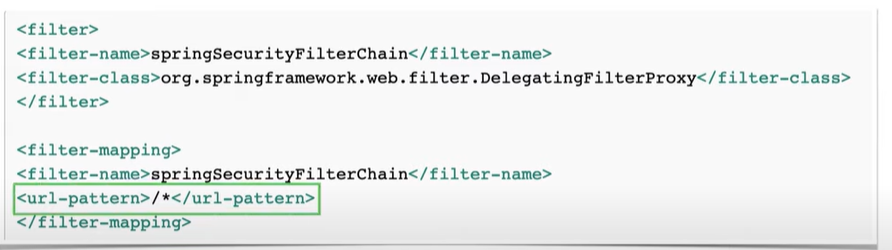 <filter>
<filter-name>springSecurityFilterChain</filter-name>
<filter-class>org.springframework.web.filter.DelegatingFilterProxy</filter-class>
</filter>
<filter-mapping>
<filter-name>springSecurityFilterChain</filter-name>
<url-pattern>/*</url-pattern>
</filter-mapping>